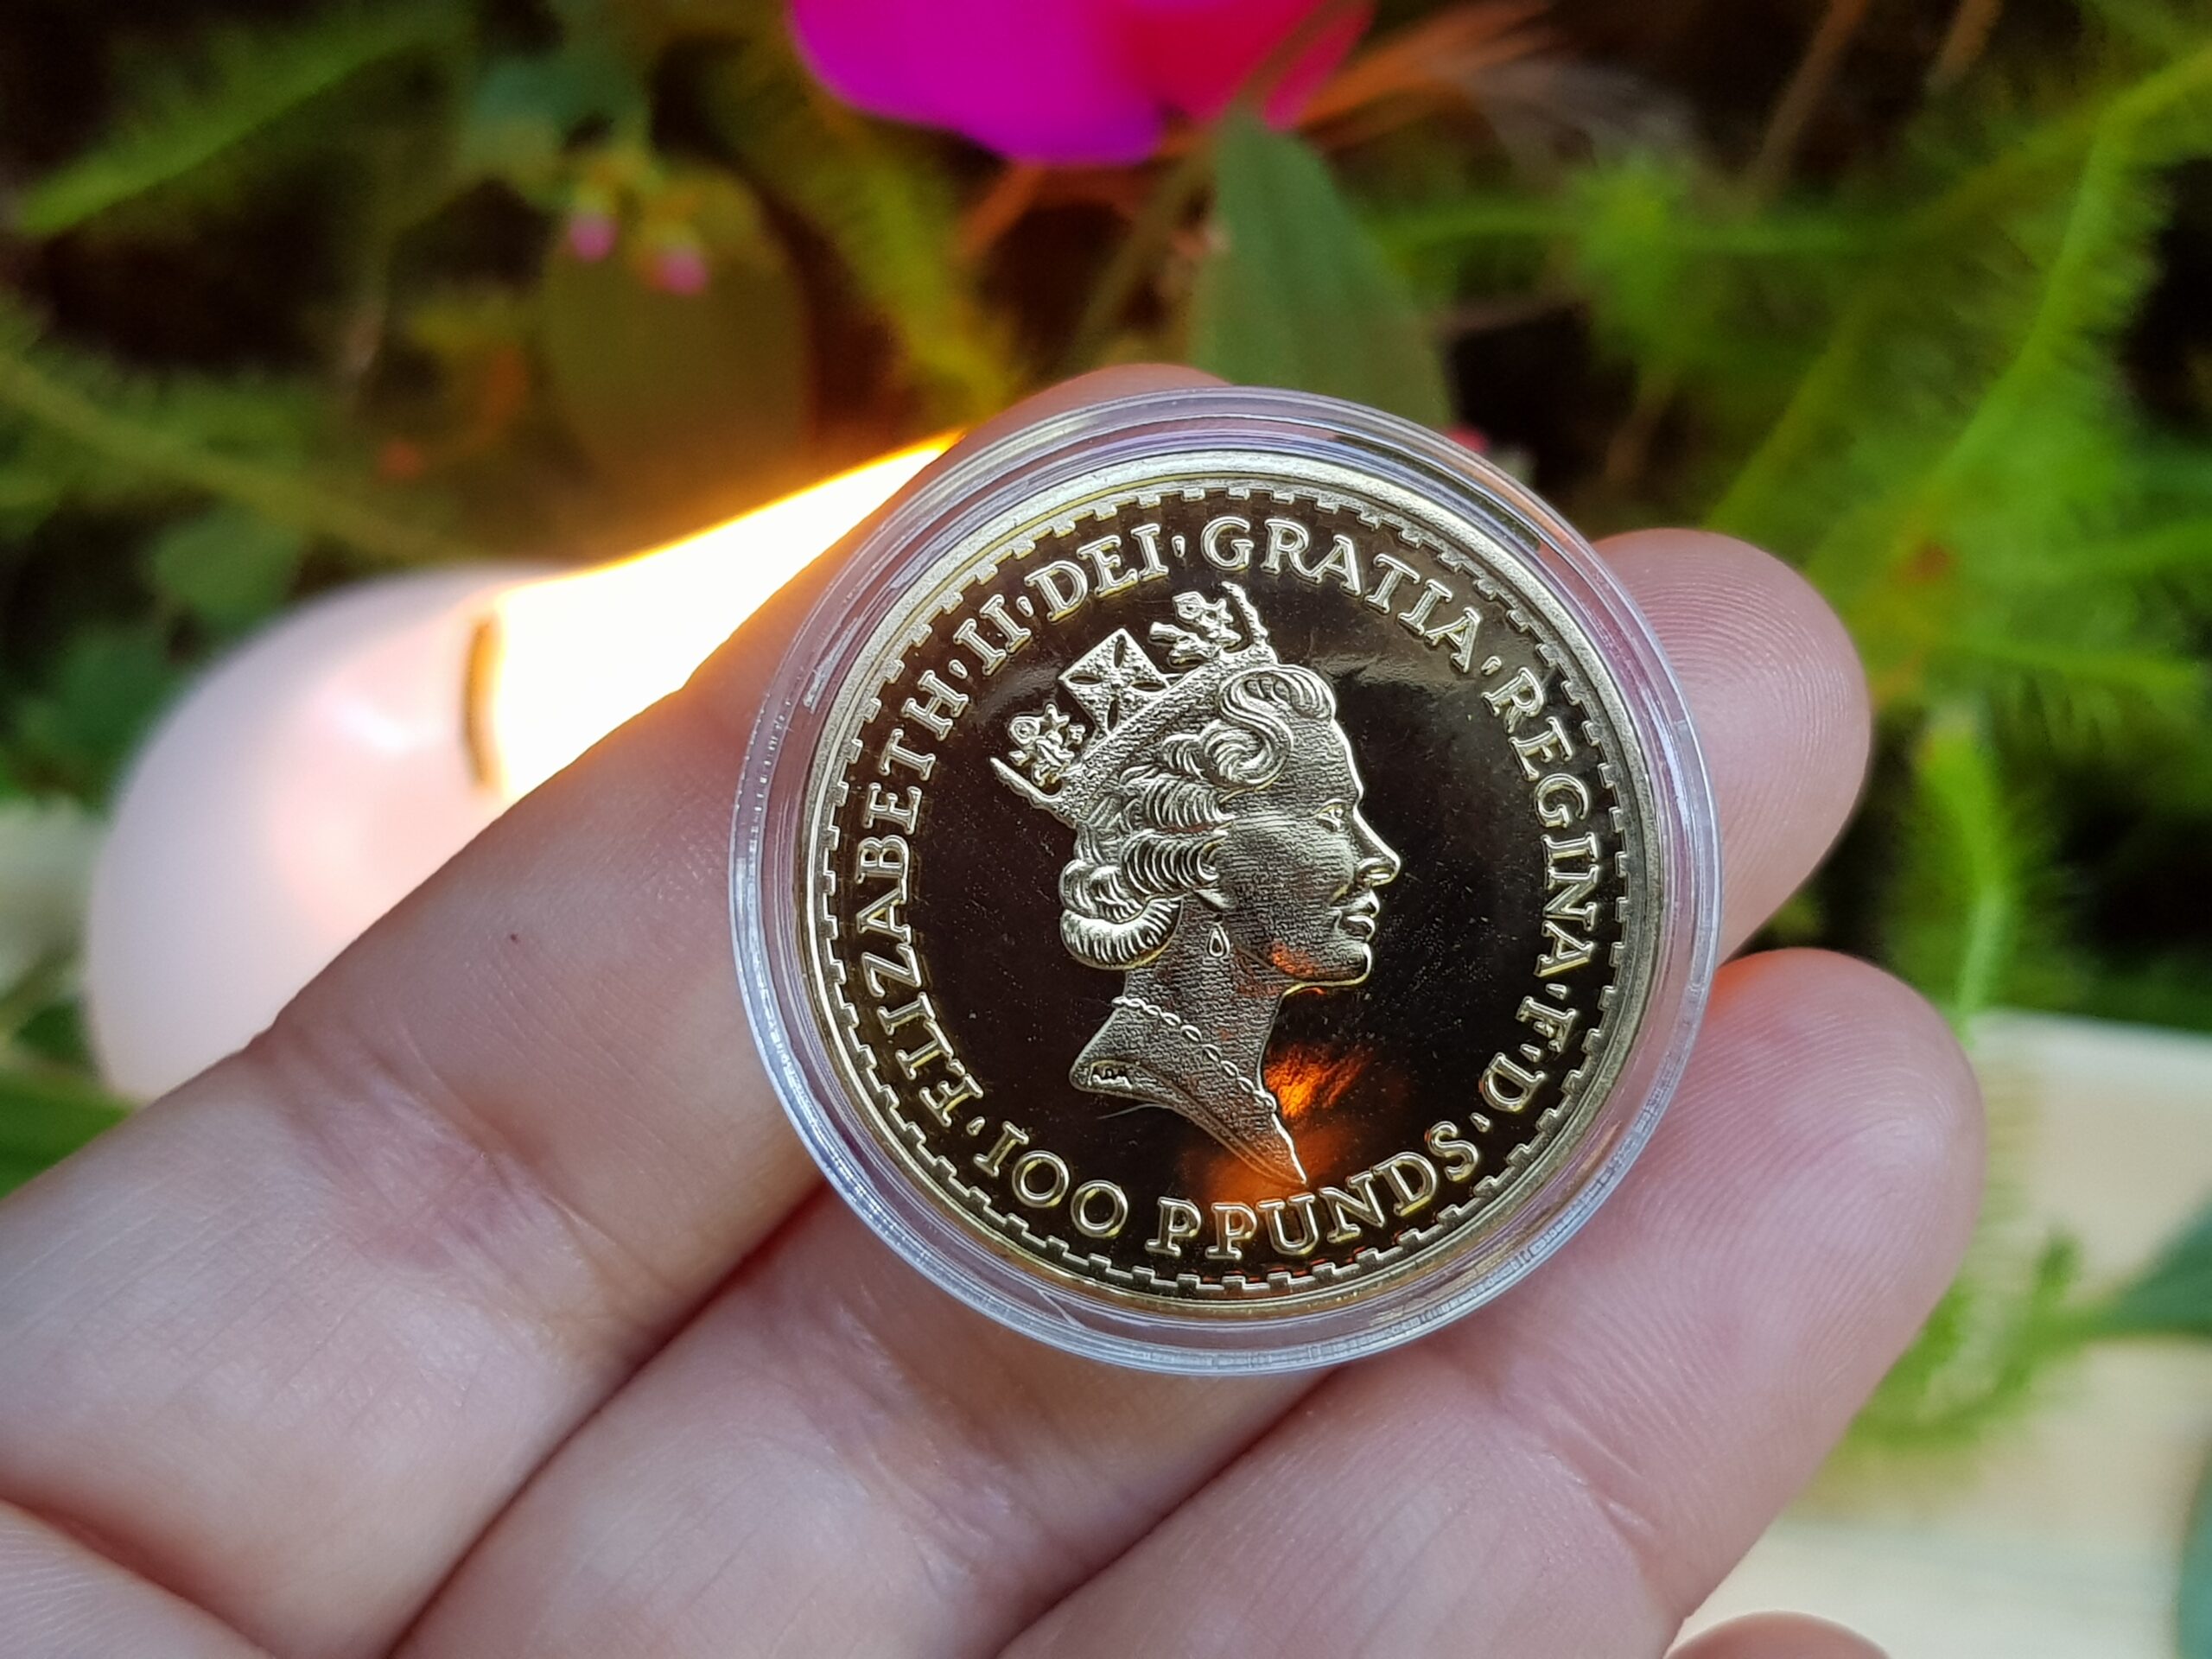 ELIZABETH · II · DEI · GRATIA · REGINA · F · D · 100 PPUNDS ·